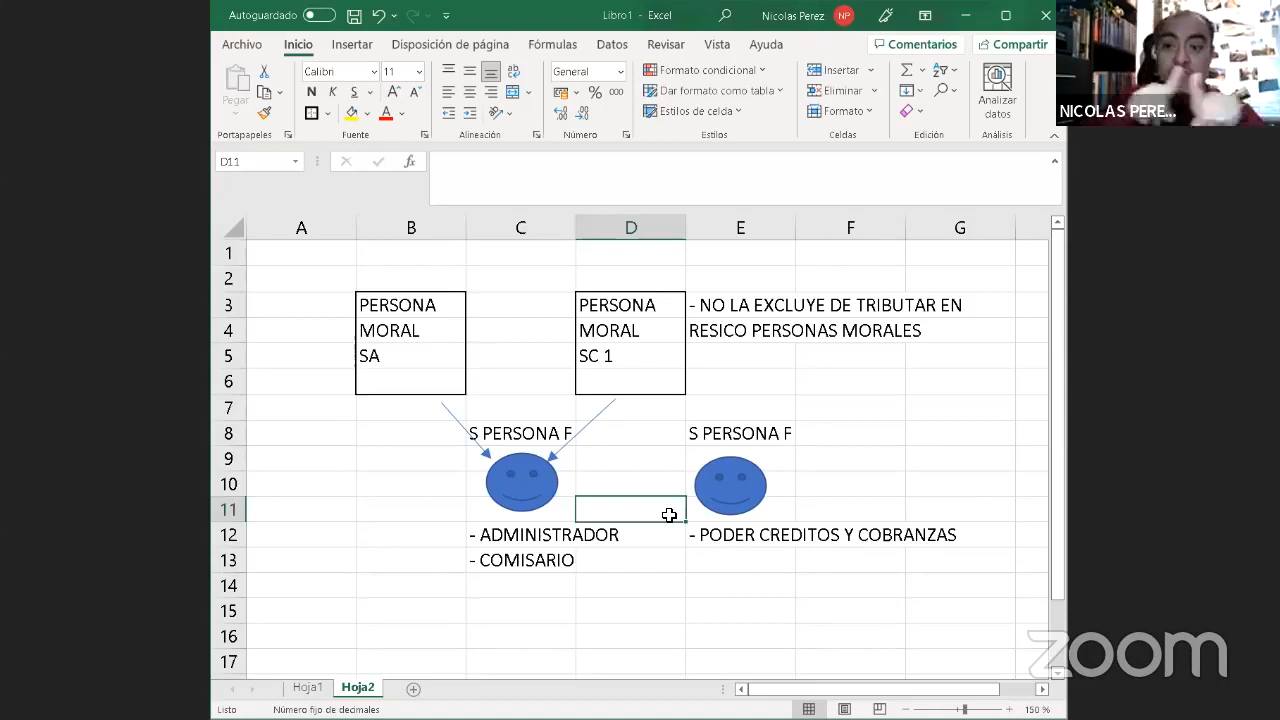 Autoguardado
Libro1 - Excel
Nicolas Perez
NP
Archivo
Inicio
Insertar
Disposición de página
Fórmulas
Datos
Revisar
Vista
Ayuda
Comentarios
Compartir
Pegar
Calibri
11
N K S
General
Formato condicional
Dar formato como tabla
Estilos de celda
Insertar
Eliminar
Formato
Analizar
datos
Portapapeles
Fuente
Alineación
Número
Estilos
Celdas
Edición
Análisis
NICOLAS PERE...
D11
fx
A B C D E F G
1
2
3 PERSONA PERSONA - NO LA EXCLUYE DE TRIBUTAR EN
4 MORAL MORAL RESICO PERSONAS MORALES
5 SA SC 1
6
7
8 S PERSONA F S PERSONA F
9
10
11
12 - ADMINISTRADOR - PODER CREDITOS Y COBRANZAS
13 - COMISARIO
14
15
16
17
zoom
Hoja1
Hoja2
Listo
Número fijo de decimales
150 %